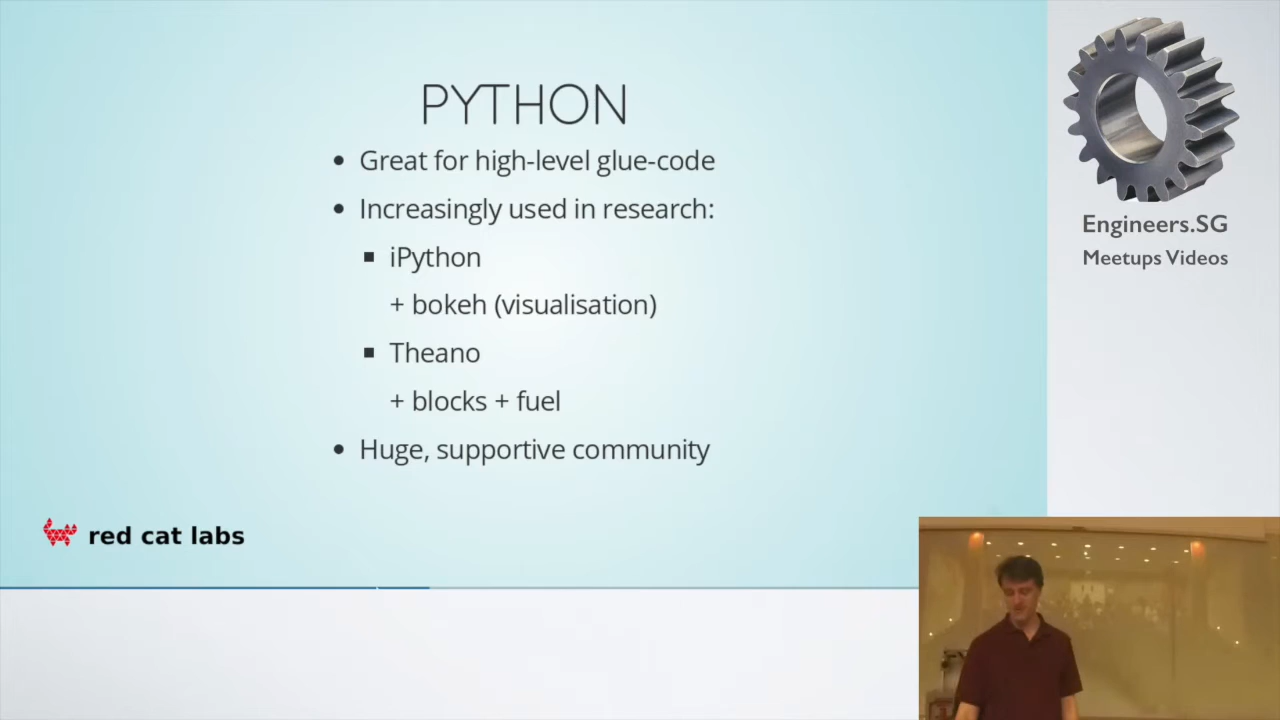 PYTHON
• Great for high-level glue-code
• Increasingly used in research:
▪ iPython
+ bokeh (visualisation)
▪ Theano
+ blocks + fuel
• Huge, supportive community
red cat labs
Engineers.SG
Meetups Videos